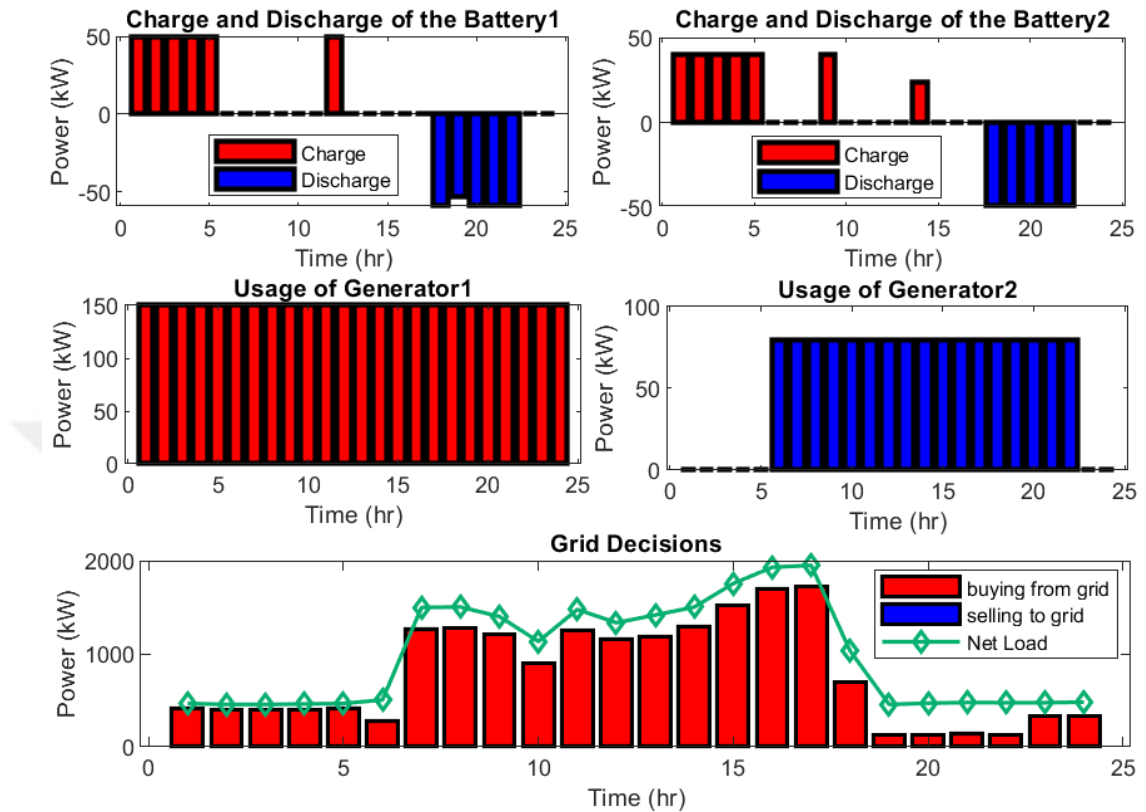 Charge and Discharge of the Battery1
50
0
-50
Power (kW)
Charge
Discharge
0 5 10 15 20 25
Time (hr)
Charge and Discharge of the Battery2
50
0
-50
Power (kW)
Charge
Discharge
0 5 10 15 20 25
Time (hr)
Usage of Generator1
150
100
50
0
Power (kW)
0 5 10 15 20 25
Time (hr)
Usage of Generator2
100
50
0
Power (kW)
0 5 10 15 20 25
Time (hr)
Grid Decisions
2000
1000
0
Power (kW)
buying from grid
selling to grid
Net Load
0 5 10 15 20 25
Time (hr)